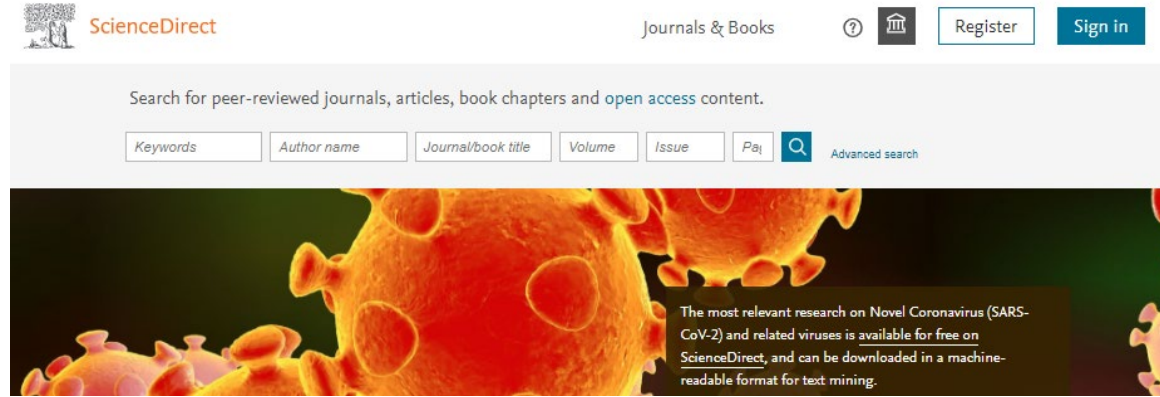 ScienceDirect
Journals & Books
?
Register
Sign in
Search for peer-reviewed journals, articles, book chapters and open access content.
Keywords
Author name
Journal/book title
Volume
Issue
Advanced search
The most relevant research on Novel Coronavirus (SARS-
CoV-2) and related viruses is available for free on
ScienceDirect, and can be downloaded in a machine-
readable format for text mining.